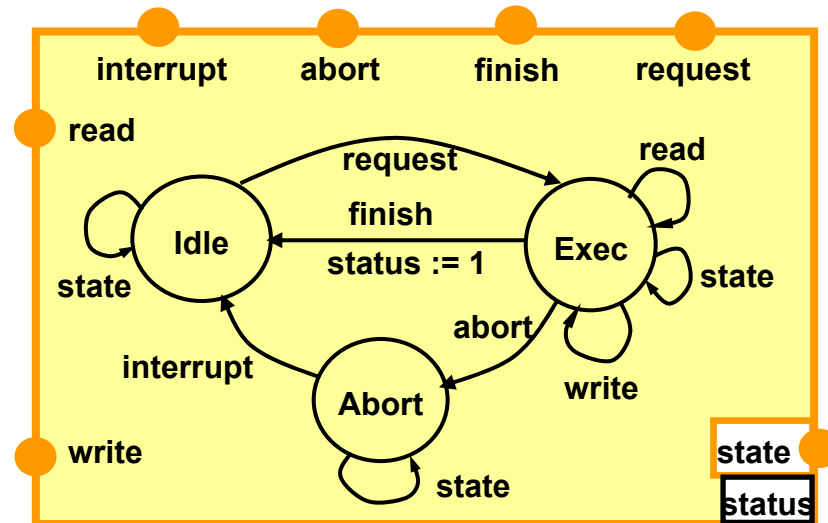 interrupt abort finish request
read
request
read
finish
Idle
status := 1
Exec
state
state
abort
interrupt
write
Abort
write
state
state
status